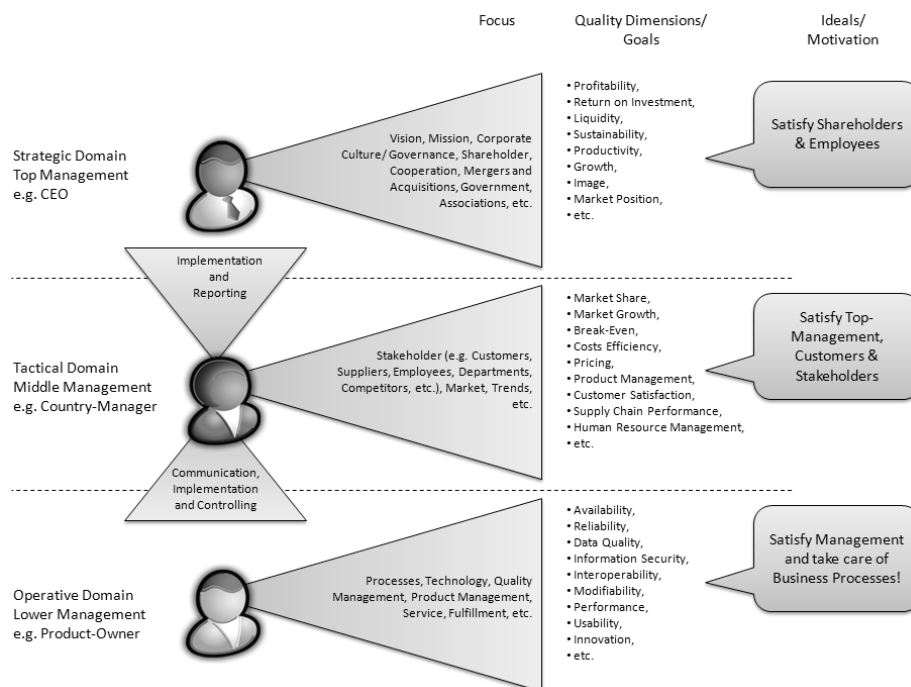 Focus
Quality Dimensions/
Goals
Ideals/
Motivation
Strategic Domain
Top Management
e.g. CEO
Vision, Mission, Corporate
Culture/ Governance, Shareholder,
Cooperation, Mergers and
Acquisitions, Government,
Associations, etc.
• Profitability,
• Return on Investment,
• Liquidity,
• Sustainability,
• Productivity,
• Growth,
• Image,
• Market Position,
• etc.
Satisfy Shareholders
& Employees
Implementation
and
Reporting
Tactical Domain
Middle Management
e.g. Country-Manager
Stakeholder (e.g. Customers,
Suppliers, Employees, Departments,
Competitors, etc.), Market, Trends,
etc.
• Market Share,
• Market Growth,
• Break-Even,
• Costs Efficiency,
• Pricing,
• Product Management,
• Customer Satisfaction,
• Supply Chain Performance,
• Human Resource Management,
• etc.
Satisfy Top-
Management,
Customers &
Stakeholders
Communication,
Implementation
and Controlling
Operative Domain
Lower Management
e.g. Product-Owner
Processes, Technology, Quality
Management, Product Management,
Service, Fulfillment, etc.
• Availability,
• Reliability,
• Data Quality,
• Information Security,
• Interoperability,
• Modifiability,
• Performance,
• Usability,
• Innovation,
• etc.
Satisfy Management
and take care of
Business Processes!